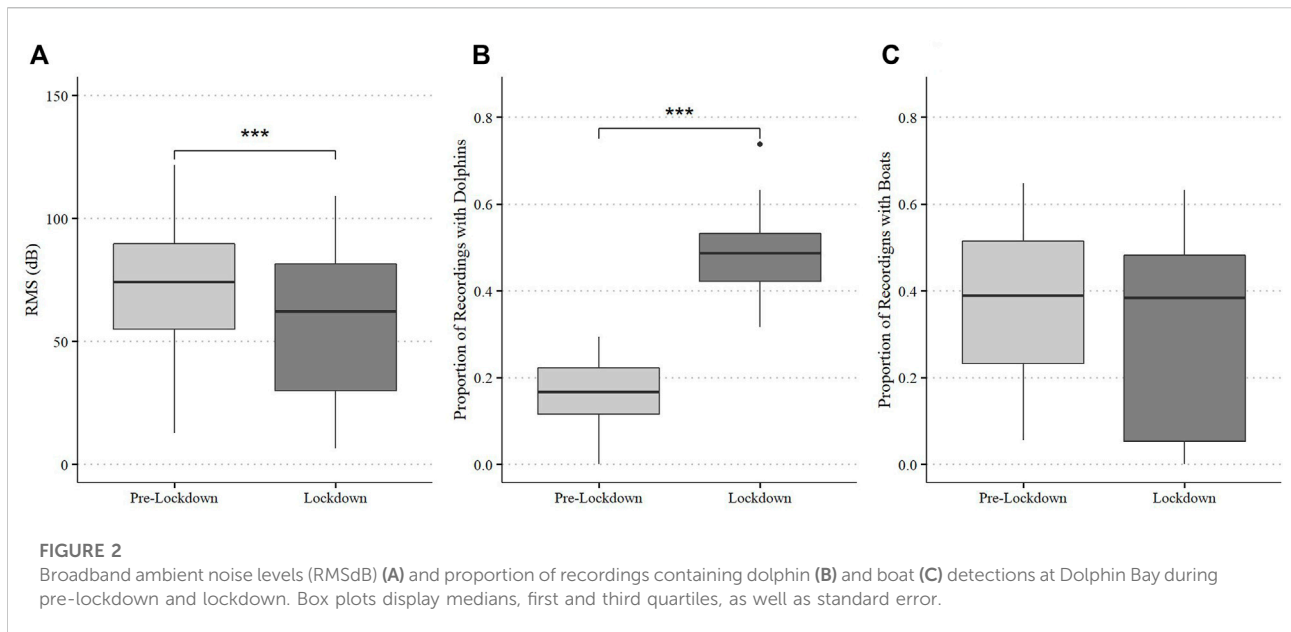 A
150
100
50
0
RMS (dB)
***
Pre-Lockdown
Lockdown
B
0.8
0.6
0.4
0.2
0.0
Proportion of Recordings with Dolphins
***
Pre-Lockdown
Lockdown
C
0.8
0.6
0.4
0.2
0.0
Proportion of Recordigns with Boats
Pre-Lockdown
Lockdown
FIGURE 2
Broadband ambient noise levels (RMSdB) (A) and proportion of recordings containing dolphin (B) and boat (C) detections at Dolphin Bay during
pre-lockdown and lockdown. Box plots display medians, first and third quartiles, as well as standard error.